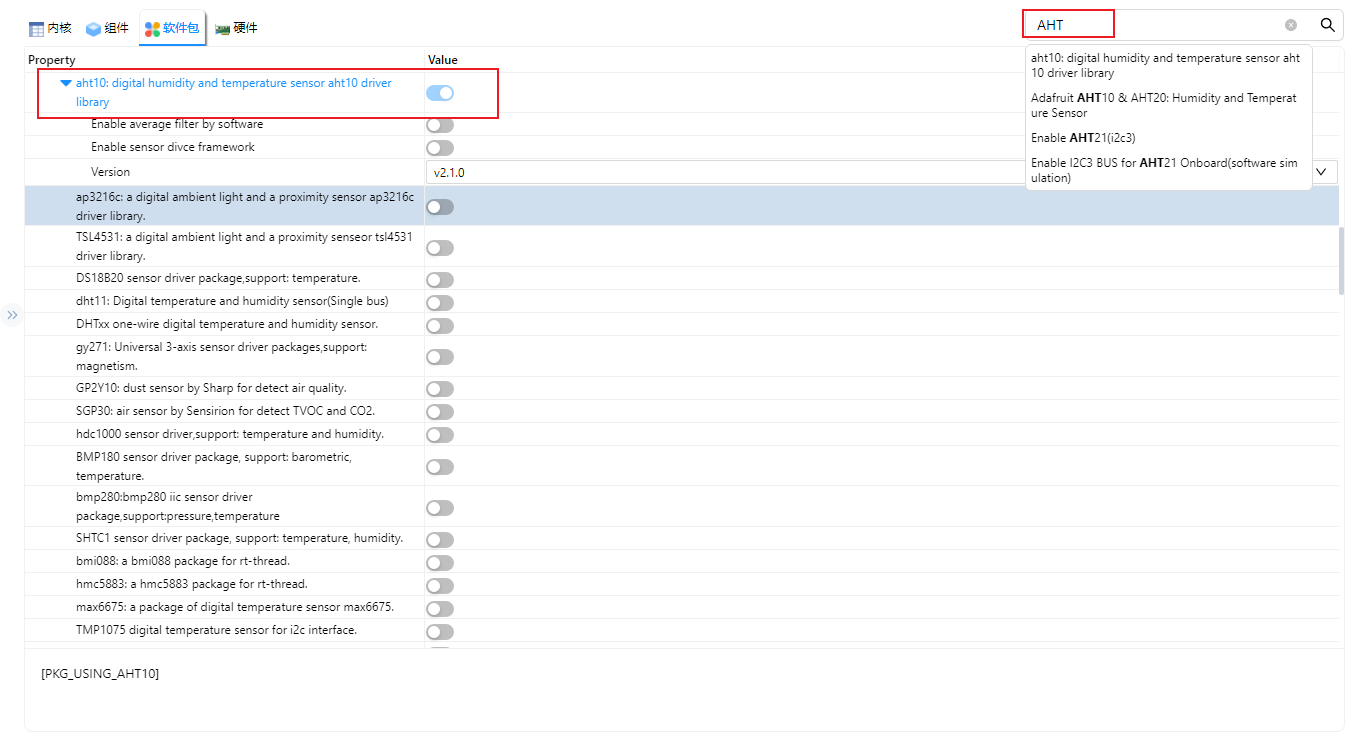 内核
组件
软件包
硬件
AHT
aht10: digital humidity and temperature sensor aht
10 driver library
Adafruit AHT10 & AHT20: Humidity and Temperat
ure Sensor
Enable AHT21(i2c3)
Enable I2C3 BUS for AHT21 Onboard(software sim
ulation)
Property
Value
aht10: digital humidity and temperature sensor aht10 driver
library
Enable average filter by software
Enable sensor divce framework
Version
v2.1.0
ap3216c: a digital ambient light and a proximity sensor ap3216c
driver library.
TSL4531: a digital ambient light and a proximity senseor tsl4531
driver library.
DS18B20 sensor driver package,support: temperature.
dht11: Digital temperature and humidity sensor(Single bus)
DHTxx one-wire digital temperature and humidity sensor.
gy271: Universal 3-axis sensor driver packages,support:
magnetism.
GP2Y10: dust sensor by Sharp for detect air quality.
SGP30: air sensor by Sensirion for detect TVOC and CO2.
hdc1000 sensor driver,support: temperature and humidity.
BMP180 sensor driver package, support: barometric,
temperature.
bmp280:bmp280 iic sensor driver
package,support:pressure,temperature
SHTC1 sensor driver package, support: temperature, humidity.
bmi088: a bmi088 package for rt-thread.
hmc5883: a hmc5883 package for rt-thread.
max6675: a package of digital temperature sensor max6675.
TMP1075 digital temperature sensor for i2c interface.
[PKG_USING_AHT10]